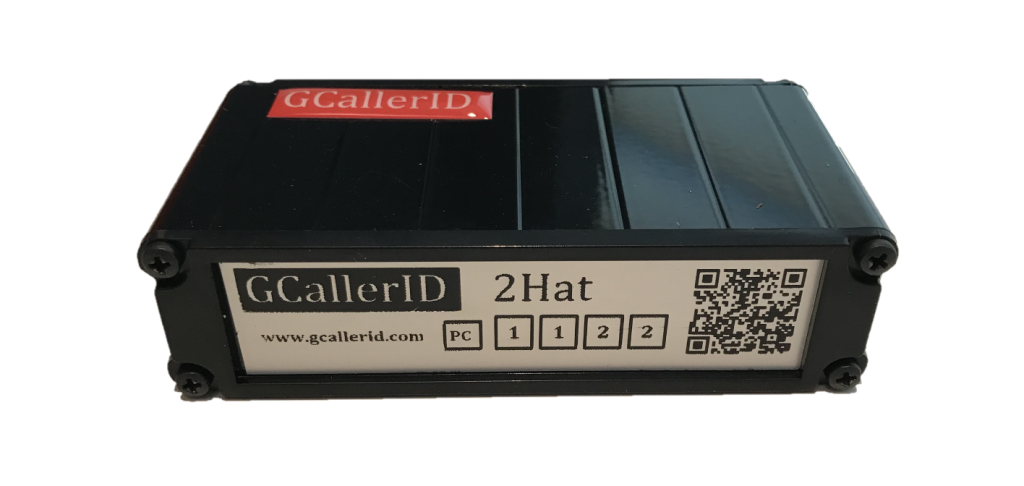 GCallerID
GCallerID 2Hat
www.gcallerid.com PC 1 1 2 2